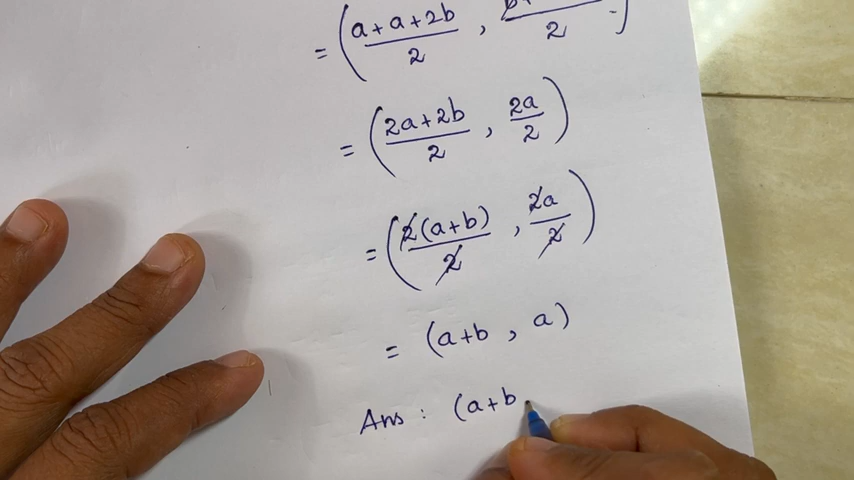 = (a+a+2b/2 , b+ /2)
= (2a+2b/2 , 2a/2)
= (2(a+b)/2 , 2a/2)
= (a+b , a)
Ans : (a+b